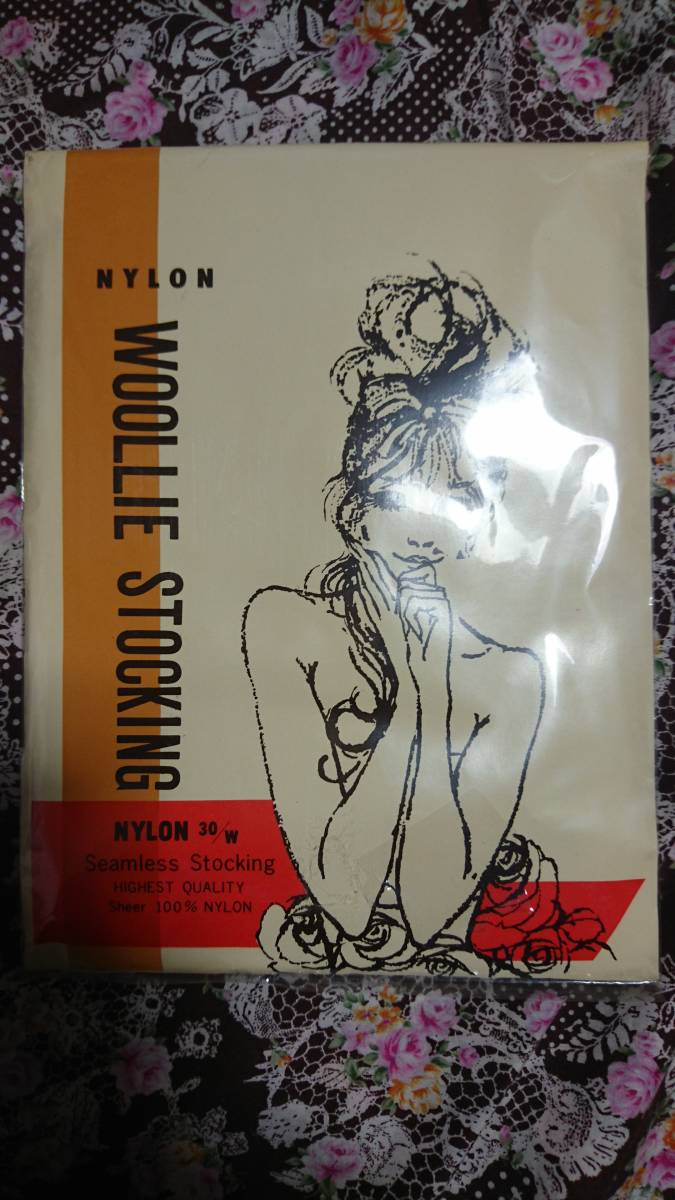 NYLON
WOOLLIE STOCKING
NYLON 30/W
Seamless Stocking
HIGHEST QUALITY
Sheer 100% NYLON